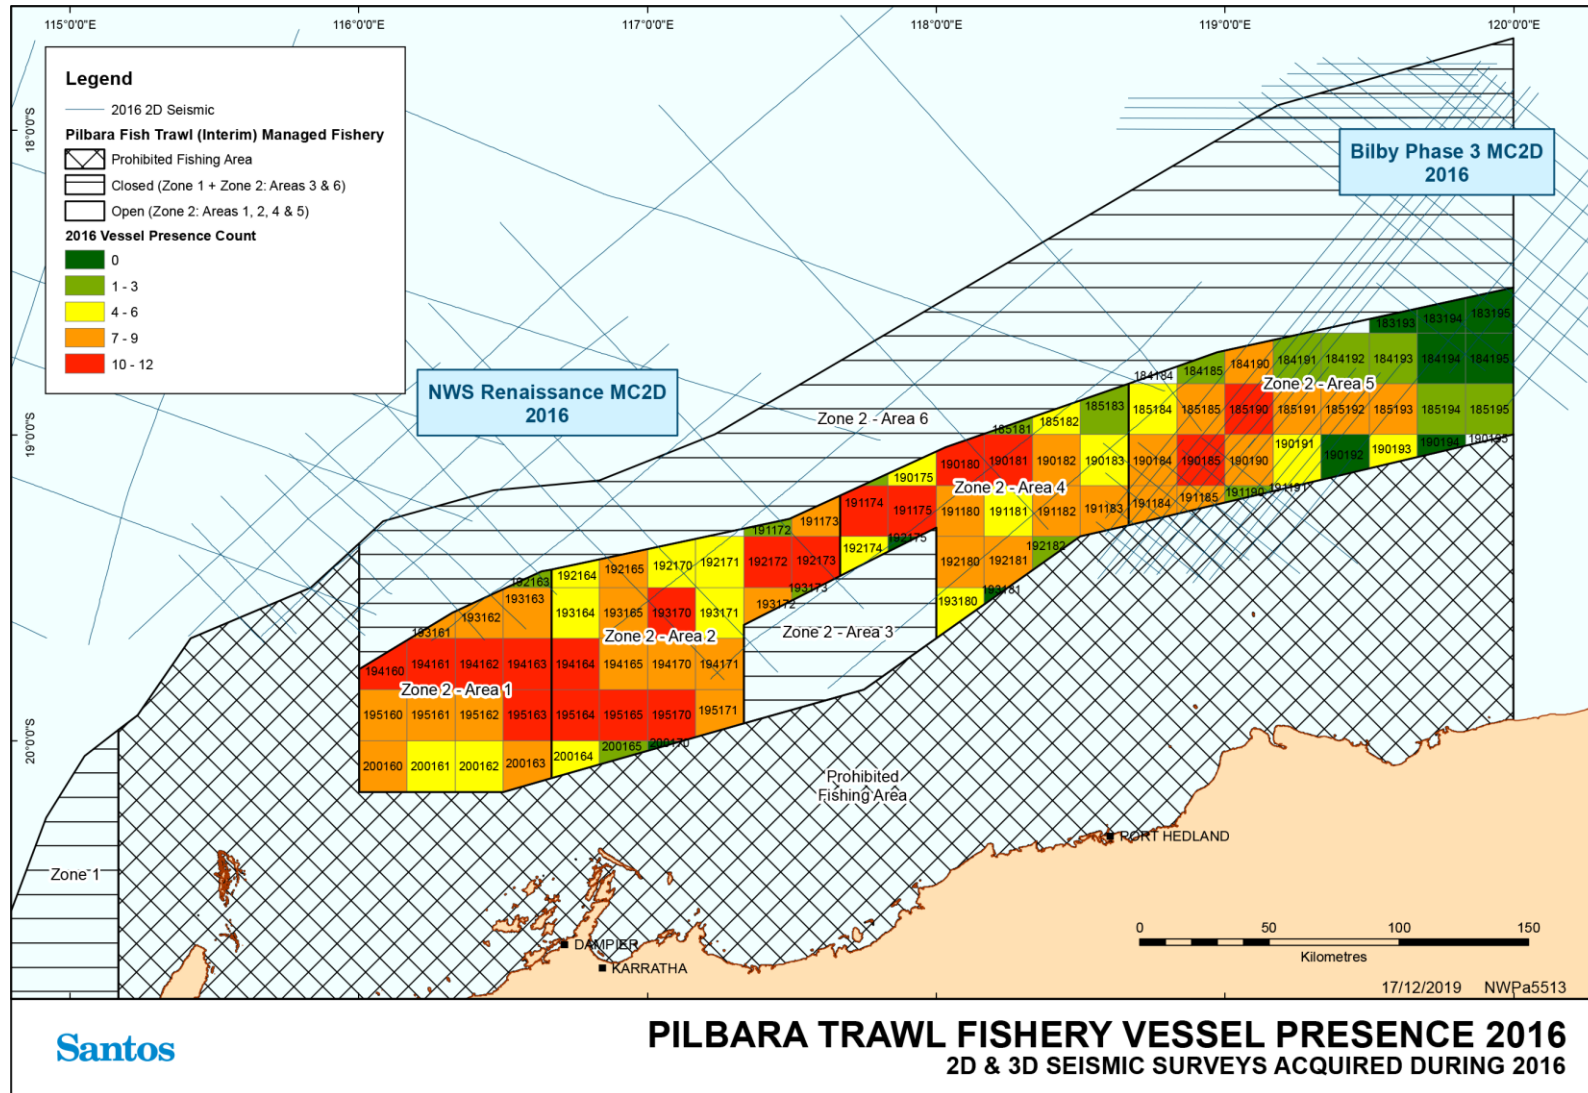 115°0'0"E 116°0'0"E 117°0'0"E 118°0'0"E 119°0'0"E 120°0'0"E
18°0'0"S
19°0'0"S
20°0'0"S
Legend
2016 2D Seismic
Pilbara Fish Trawl (Interim) Managed Fishery
Prohibited Fishing Area
Closed (Zone 1 + Zone 2: Areas 3 & 6)
Open (Zone 2: Areas 1, 2, 4 & 5)
2016 Vessel Presence Count
0
1 - 3
4 - 6
7 - 9
10 - 12
Bilby Phase 3 MC2D
2016
NWS Renaissance MC2D
2016
183193 183194 183195
184184 184185 184190 184191 184192 184193 184194 184195
Zone 2 - Area 5
Zone 2 - Area 6
185181 185182 185183 185184 185185 185190 185191 185192 185193 185194 185195
190175 190180 190181 190182 190183 190184 190185 190190 190191 190192 190193 190194 190195
Zone 2 - Area 4
191172 191173 191174 191175 191180 191181 191182 191183 191184 191185 191190 191191
192163 192164 192165 192170 192171 192172 192173 192174 192175 192180 192181 192182
193161 193162 193163 193164 193165 193170 193171 193172 193173 193180 193181
Zone 2 - Area 2
Zone 2 - Area 3
194160 194161 194162 194163 194164 194165 194170 194171
Zone 2 - Area 1
195160 195161 195162 195163 195164 195165 195170 195171
200160 200161 200162 200163 200164 200165 200170
Prohibited
Fishing Area
Zone 1
PORT HEDLAND
DAMPIER
KARRATHA
0 50 100 150
Kilometres
17/12/2019 NWPa5513
Santos
PILBARA TRAWL FISHERY VESSEL PRESENCE 2016
2D & 3D SEISMIC SURVEYS ACQUIRED DURING 2016